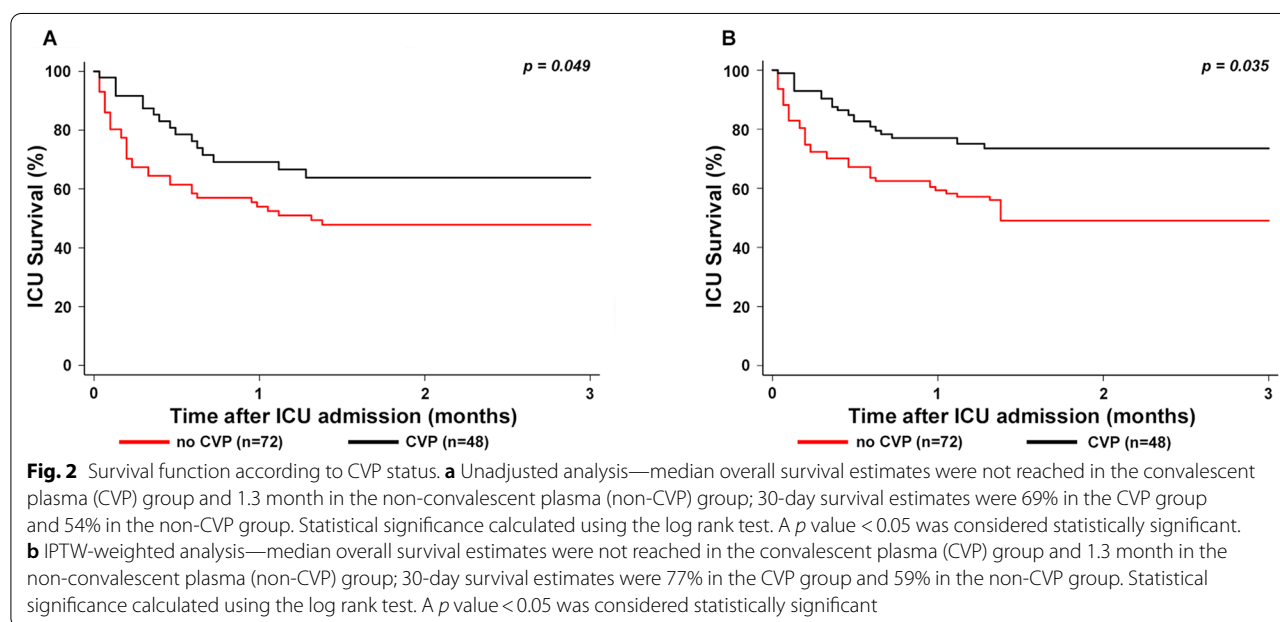 A
p = 0.049
100
80
60
40
20
0
ICU Survival (%)
0 1 2 3
Time after ICU admission (months)
no CVP (n=72) CVP (n=48)
B
p = 0.035
100
80
60
40
20
0
ICU Survival (%)
0 1 2 3
Time after ICU admission (months)
no CVP (n=72) CVP (n=48)
Fig. 2 Survival function according to CVP status. a Unadjusted analysis—median overall survival estimates were not reached in the convalescent
plasma (CVP) group and 1.3 month in the non-convalescent plasma (non-CVP) group; 30-day survival estimates were 69% in the CVP group
and 54% in the non-CVP group. Statistical significance calculated using the log rank test. A p value < 0.05 was considered statistically significant.
b IPTW-weighted analysis—median overall survival estimates were not reached in the convalescent plasma (CVP) group and 1.3 month in the
non-convalescent plasma (non-CVP) group; 30-day survival estimates were 77% in the CVP group and 59% in the non-CVP group. Statistical
significance calculated using the log rank test. A p value < 0.05 was considered statistically significant